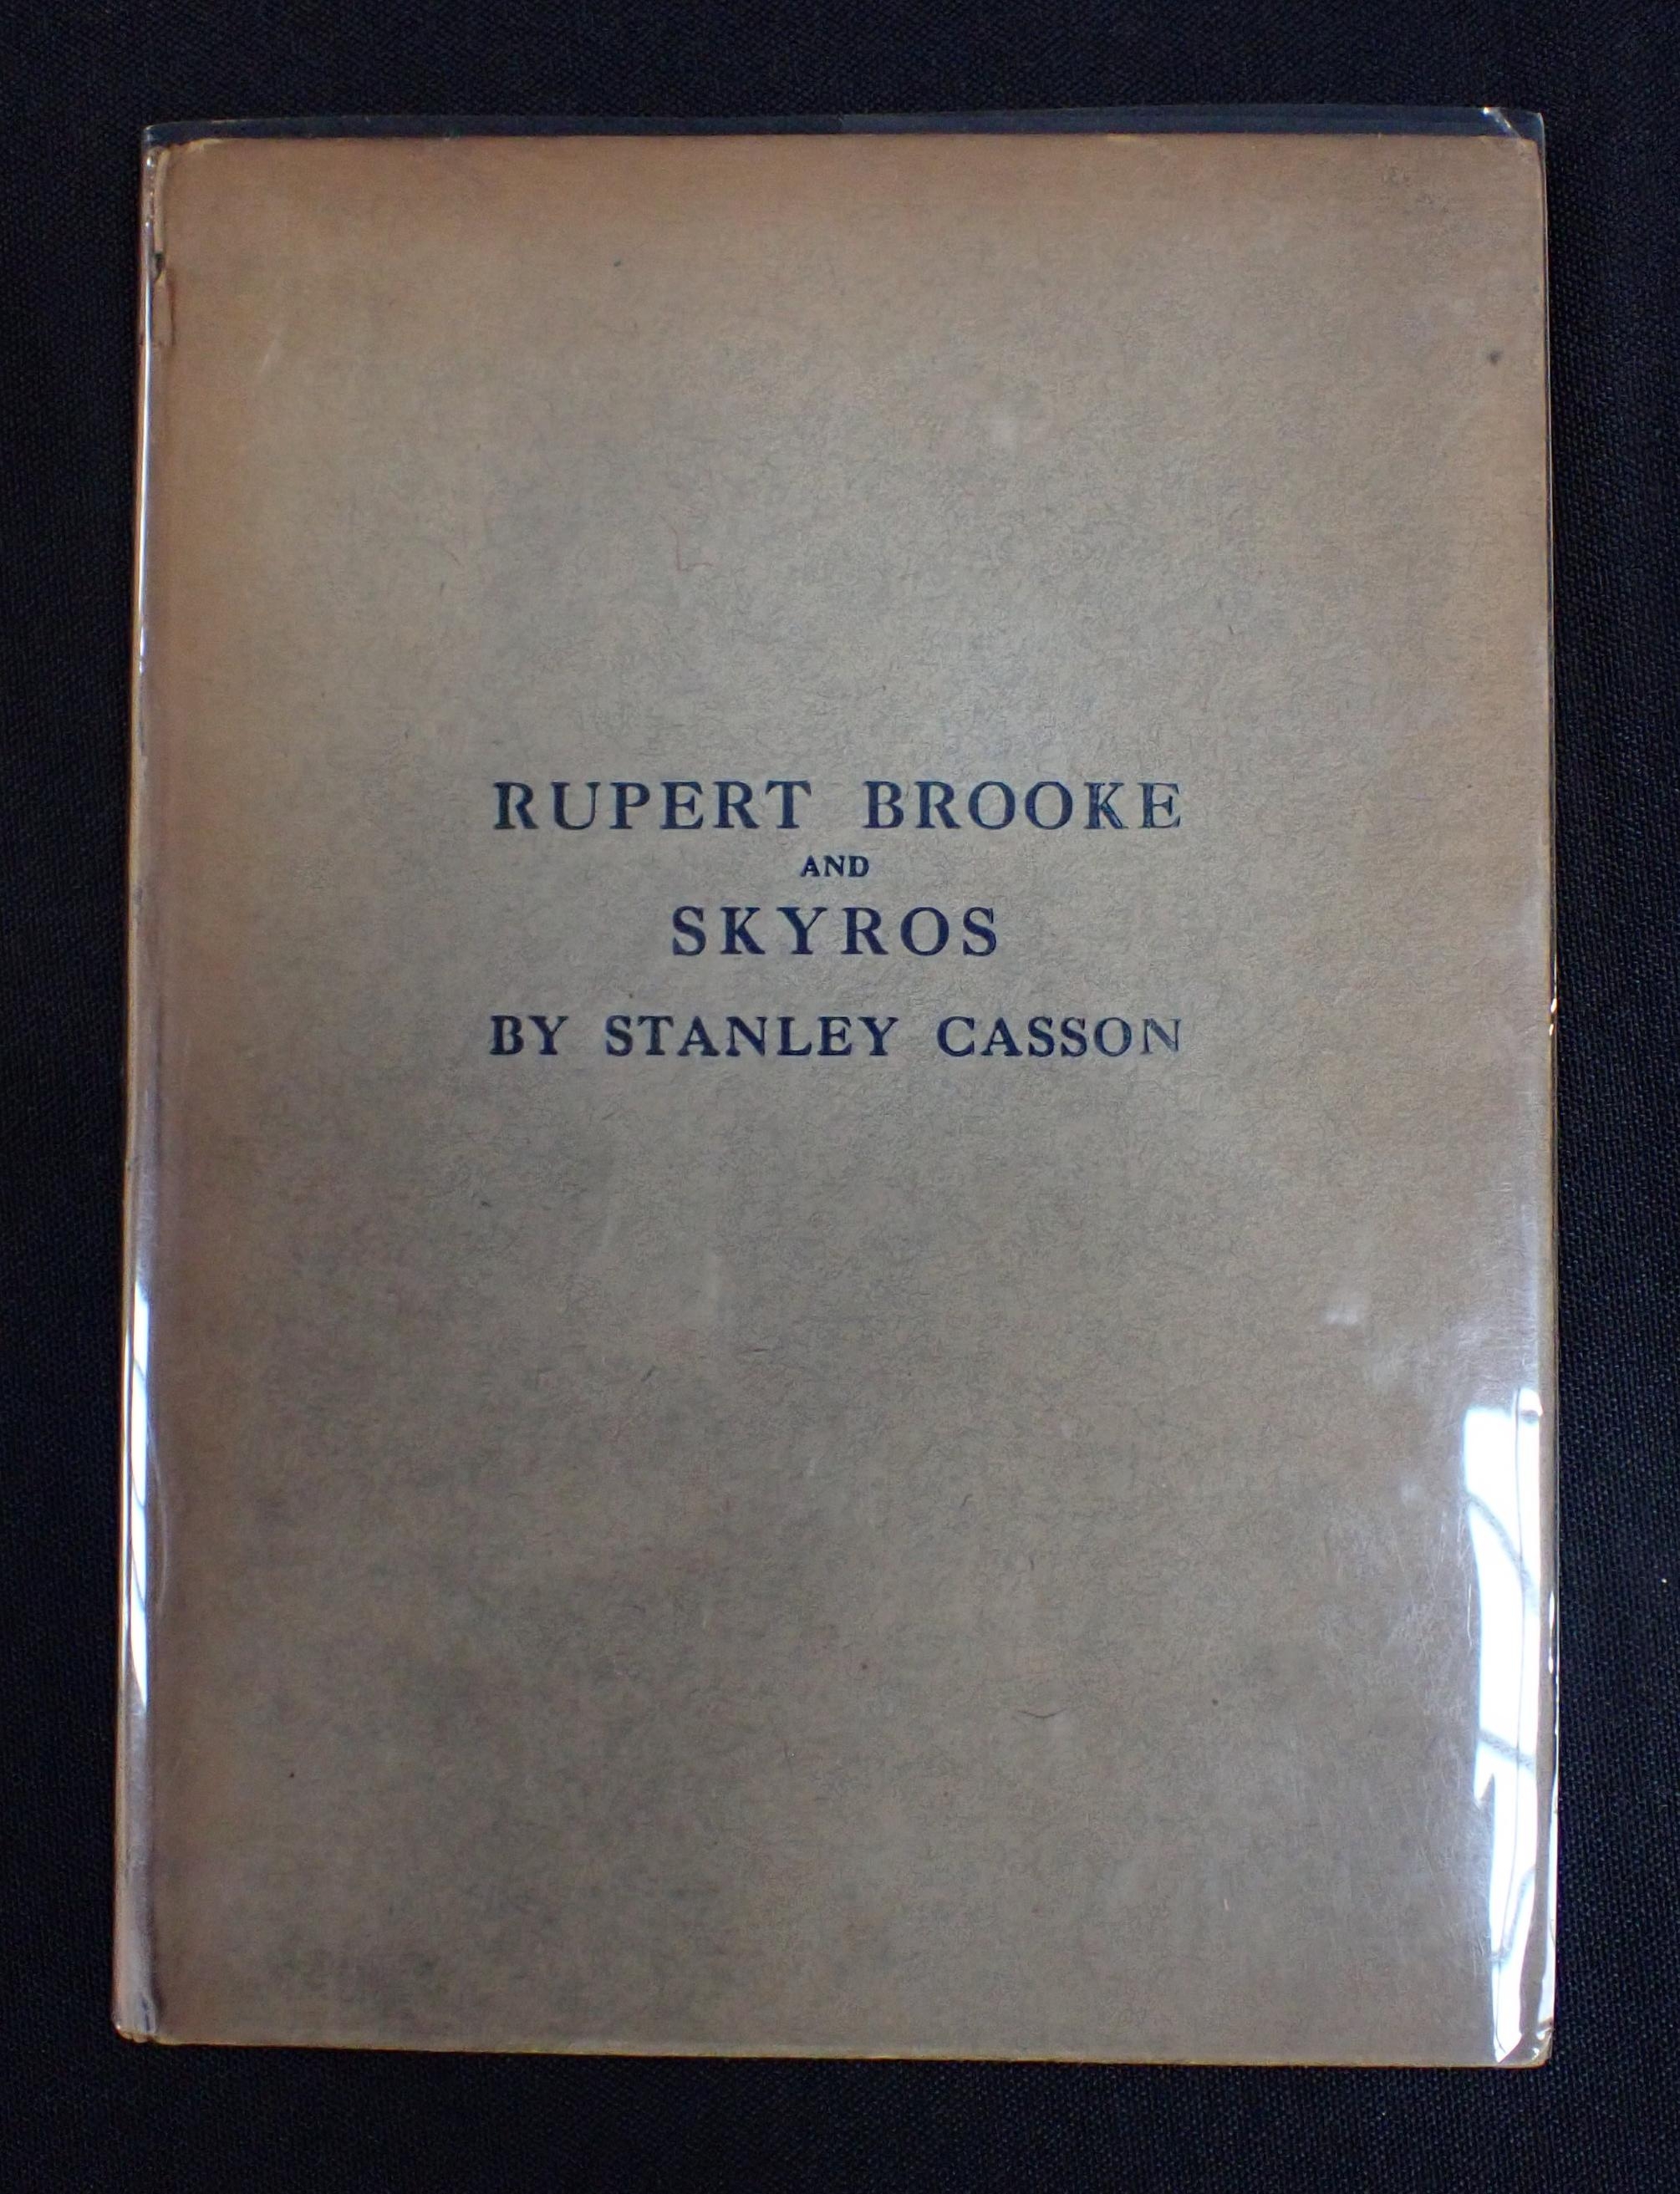 RUPERT BROOKE
AND
SKYROS
BY STANLEY CASSON